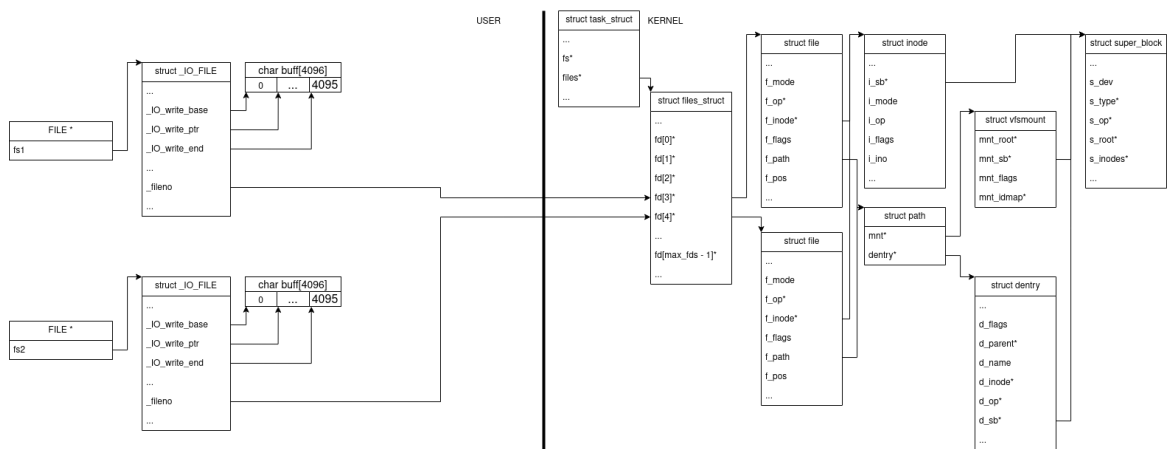 USER
KERNEL
FILE *
fs1
struct _IO_FILE
...
_IO_write_base
_IO_write_ptr
_IO_write_end
...
_fileno
...
char buff[4096]
0 ... 4095
FILE *
fs2
struct _IO_FILE
...
_IO_write_base
_IO_write_ptr
_IO_write_end
...
_fileno
...
char buff[4096]
0 ... 4095
struct task_struct
...
fs*
files*
...
struct files_struct
...
fd[0]*
fd[1]*
fd[2]*
fd[3]*
fd[4]*
...
fd[max_fds - 1]*
...
struct file
...
f_mode
f_op*
f_inode*
f_flags
f_path
f_pos
...
struct file
...
f_mode
f_op*
f_inode*
f_flags
f_path
f_pos
...
struct inode
...
i_sb*
i_mode
i_op
i_flags
i_ino
...
struct path
mnt*
dentry*
struct vfsmount
mnt_root*
mnt_sb*
mnt_flags
mnt_idmap*
struct dentry
...
d_flags
d_parent*
d_name
d_inode*
d_op*
d_sb*
...
struct super_block
...
s_dev
s_type*
s_op*
s_root*
s_inodes*
...